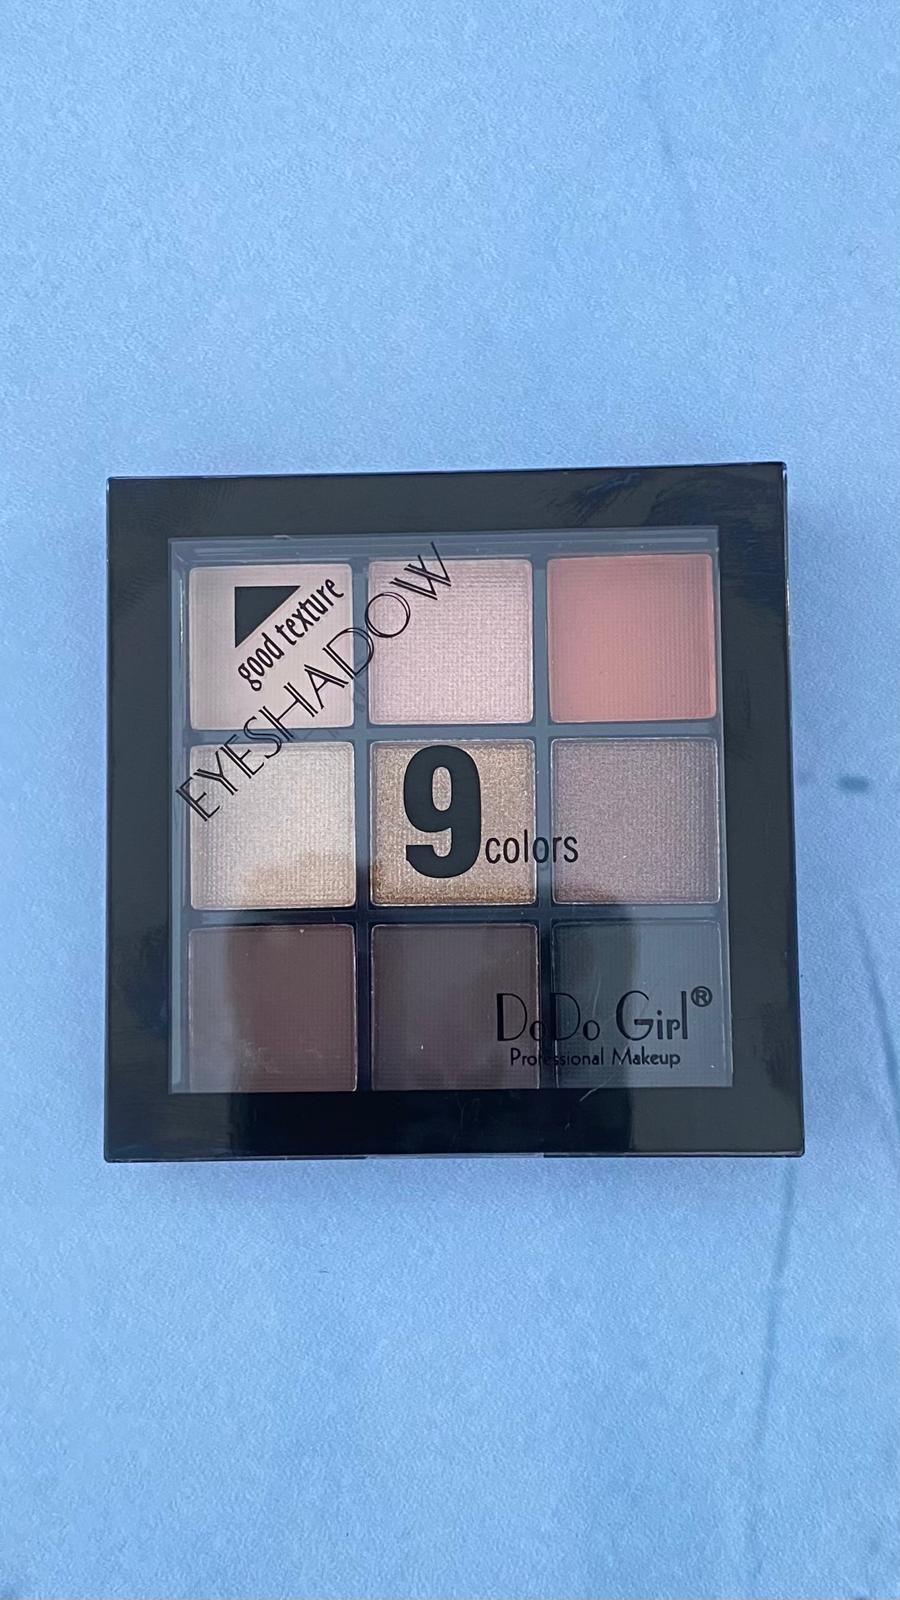 good texture
EYESHADOW
9 colors
DoDo Girl®
Professional Makeup